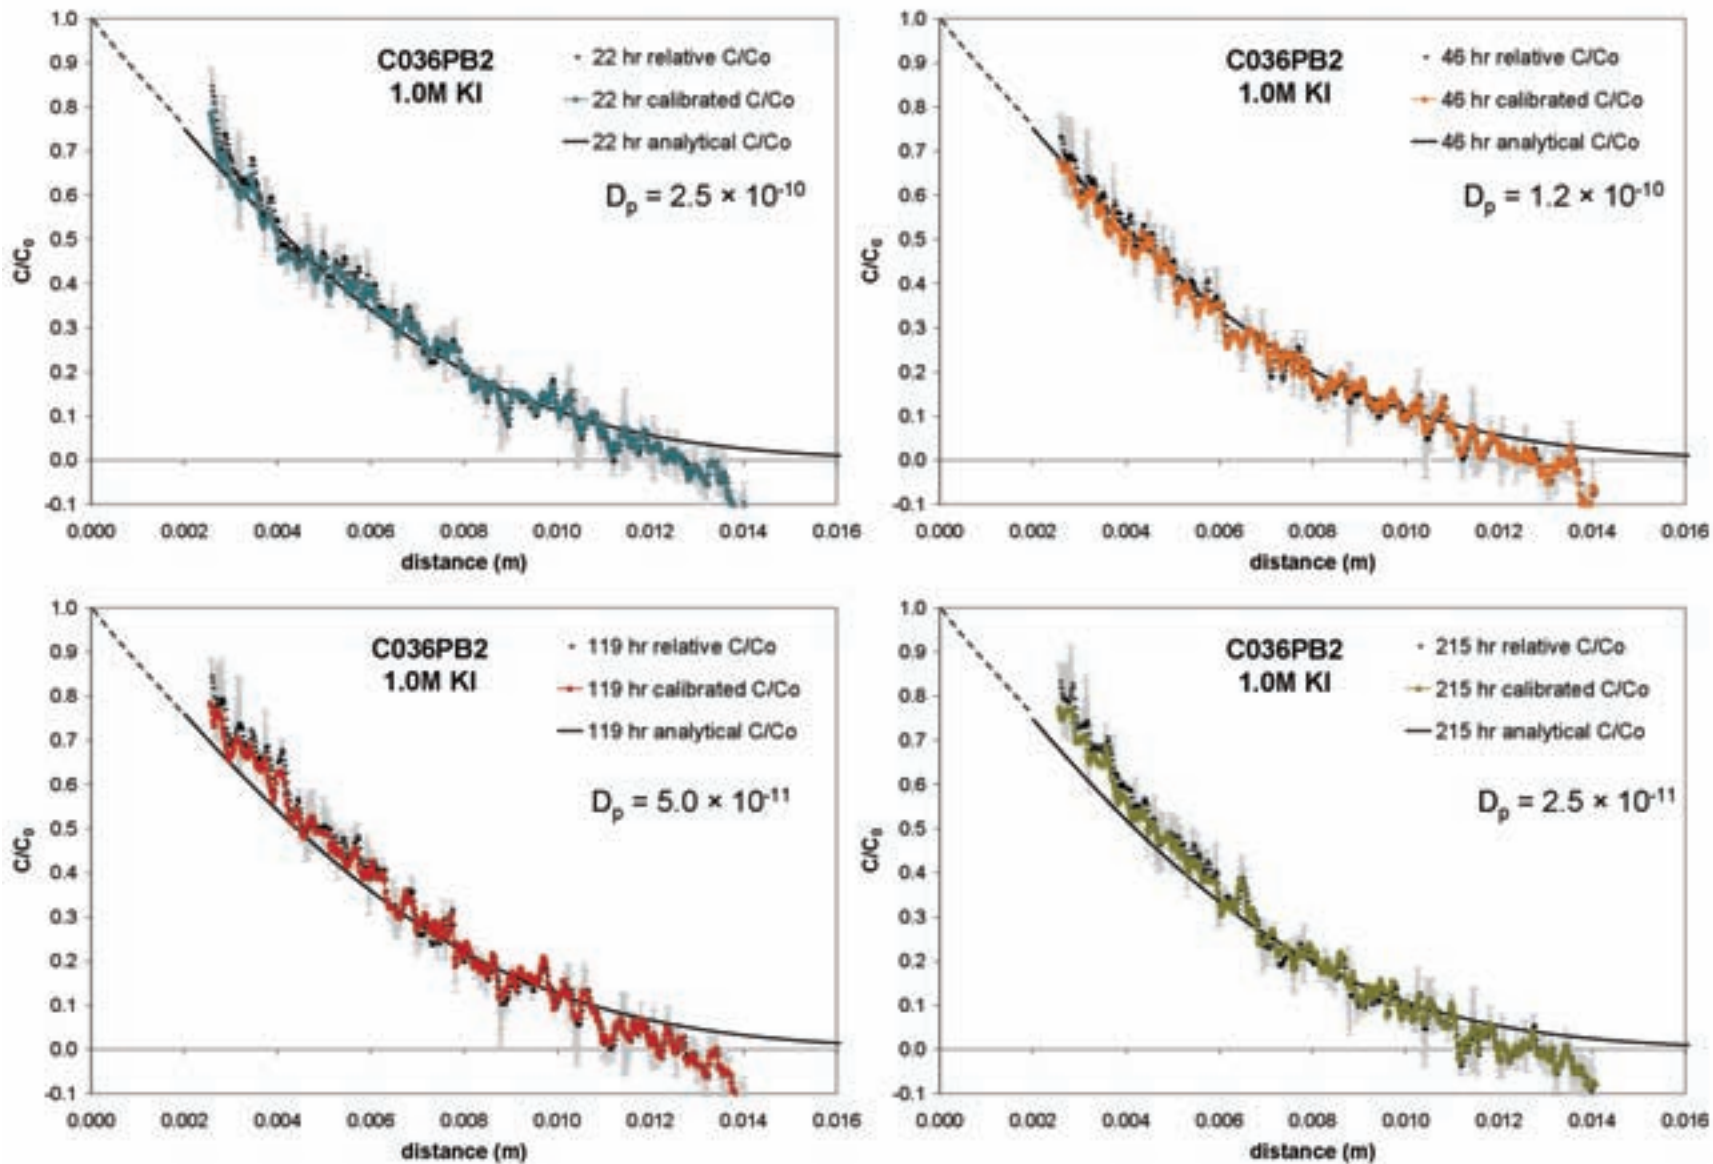 C036PB2
1.0M KI
22 hr relative C/Co
22 hr calibrated C/Co
22 hr analytical C/Co
Dp = 2.5 × 10-10
C/C0
1.0
0.9
0.8
0.7
0.6
0.5
0.4
0.3
0.2
0.1
0.0
-0.1
0.000 0.002 0.004 0.006 0.008 0.010 0.012 0.014 0.016
distance (m)
C036PB2
1.0M KI
46 hr relative C/Co
46 hr calibrated C/Co
46 hr analytical C/Co
Dp = 1.2 × 10-10
C/C0
1.0
0.9
0.8
0.7
0.6
0.5
0.4
0.3
0.2
0.1
0.0
-0.1
0.000 0.002 0.004 0.006 0.008 0.010 0.012 0.014 0.016
distance (m)
C036PB2
1.0M KI
119 hr relative C/Co
119 hr calibrated C/Co
119 hr analytical C/Co
Dp = 5.0 × 10-11
C/C0
1.0
0.9
0.8
0.7
0.6
0.5
0.4
0.3
0.2
0.1
0.0
-0.1
0.000 0.002 0.004 0.006 0.008 0.010 0.012 0.014 0.016
distance (m)
C036PB2
1.0M KI
215 hr relative C/Co
215 hr calibrated C/Co
215 hr analytical C/Co
Dp = 2.5 × 10-11
C/C0
1.0
0.9
0.8
0.7
0.6
0.5
0.4
0.3
0.2
0.1
0.0
-0.1
0.000 0.002 0.004 0.006 0.008 0.010 0.012 0.014 0.016
distance (m)